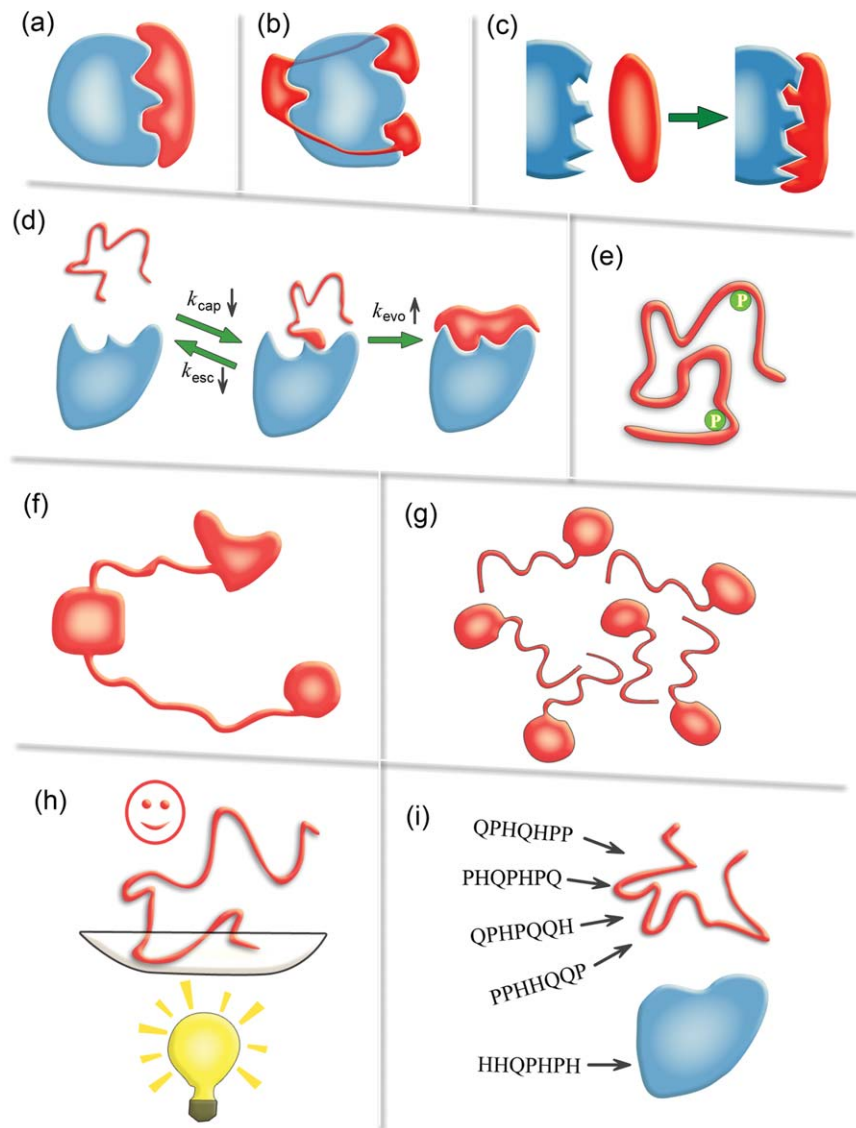 (a)
(b)
(c)
(d)
kcap
kesc
kevo
(e)
P
P
(f)
(g)
(h)
(i)
QPHQHPP
PHQPHPQ
QPHPQQH
PPHHQQP
HHQPHPH